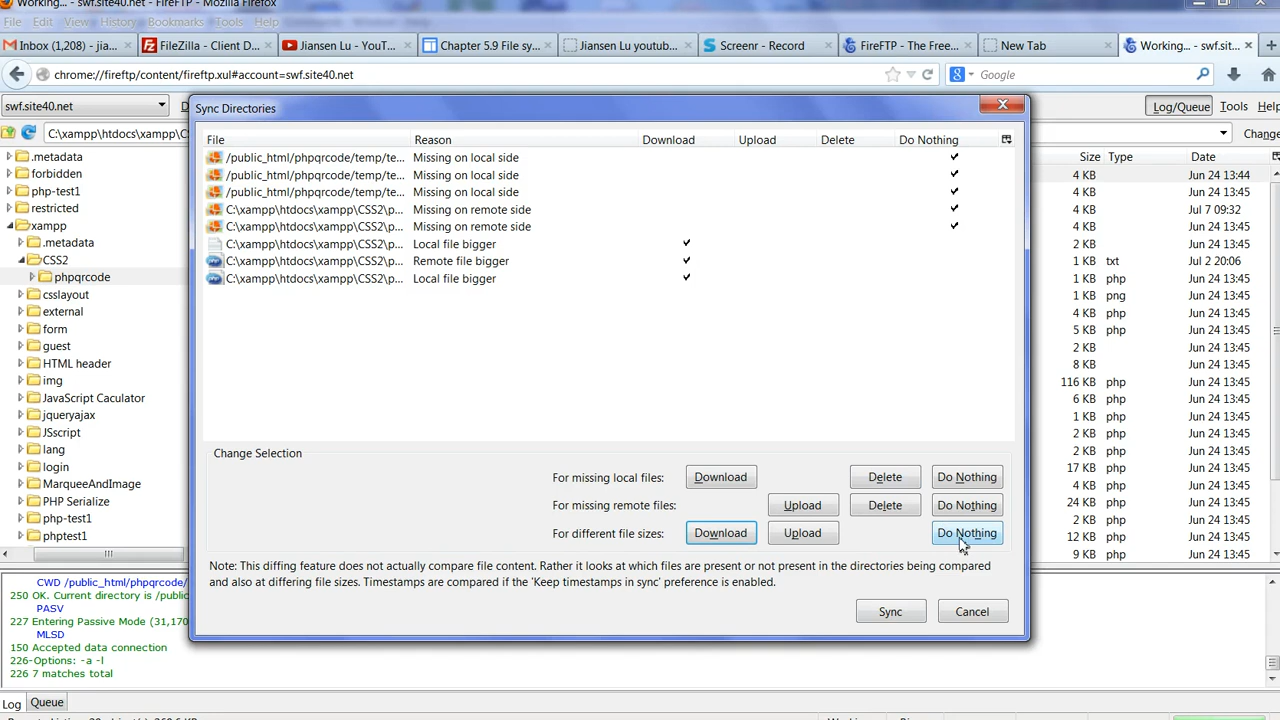 Working... - swf.site40.net - FireFTP - Mozilla Firefox
File Edit View History Bookmarks Tools Help
Inbox (1,208) - jia... FileZilla - Client D... Jiansen Lu - YouT... Chapter 5.9 File sy... Jiansen Lu youtub... Screenr - Record FireFTP - The Free... New Tab Working... - swf.sit...
chrome://fireftp/content/fireftp.xul#account=swf.site40.net Google
swf.site40.net Log/Queue Tools Help
Sync Directories
C:\xampp\htdocs\xampp\C Change
File Reason Download Upload Delete Do Nothing
.metadata /public_html/phpqrcode/temp/te... Missing on local side Size Type Date
forbidden /public_html/phpqrcode/temp/te... Missing on local side 4 KB Jun 24 13:44
php-test1 /public_html/phpqrcode/temp/te... Missing on local side 4 KB Jun 24 13:45
restricted C:\xampp\htdocs\xampp\CSS2\p... Missing on remote side 4 KB Jul 7 09:32
xampp C:\xampp\htdocs\xampp\CSS2\p... Missing on remote side 4 KB Jun 24 13:45
.metadata C:\xampp\htdocs\xampp\CSS2\p... Local file bigger 2 KB Jun 24 13:45
CSS2 C:\xampp\htdocs\xampp\CSS2\p... Remote file bigger 1 KB txt Jul 2 20:06
phpqrcode C:\xampp\htdocs\xampp\CSS2\p... Local file bigger 1 KB php Jun 24 13:45
csslayout 1 KB png Jun 24 13:45
external 4 KB php Jun 24 13:45
form 5 KB php Jun 24 13:45
guest 2 KB Jun 24 13:45
HTML header 8 KB Jun 24 13:45
img 116 KB php Jun 24 13:45
JavaScript Caculator 6 KB php Jun 24 13:45
jqueryajax 1 KB php Jun 24 13:45
JSscript 2 KB php Jun 24 13:45
lang Change Selection 2 KB php Jun 24 13:45
login 17 KB php Jun 24 13:45
MarqueeAndImage For missing local files: Download Delete Do Nothing 4 KB php Jun 24 13:45
PHP Serialize For missing remote files: Upload Delete Do Nothing 24 KB php Jun 24 13:45
php-test1 2 KB php Jun 24 13:45
phptest1 For different file sizes: Download Upload Do Nothing 12 KB php Jun 24 13:45
9 KB php Jun 24 13:45
Note: This diffing feature does not actually compare file content. Rather it looks at which files are present or not present in the directories being compared
and also at differing file sizes. Timestamps are compared if the 'Keep timestamps in sync' preference is enabled.
Sync Cancel
CWD /public_html/phpqrcode/
250 OK. Current directory is /public
PASV
227 Entering Passive Mode (31,170
MLSD
150 Accepted data connection
226-Options: -a -l
226 7 matches total
Log Queue